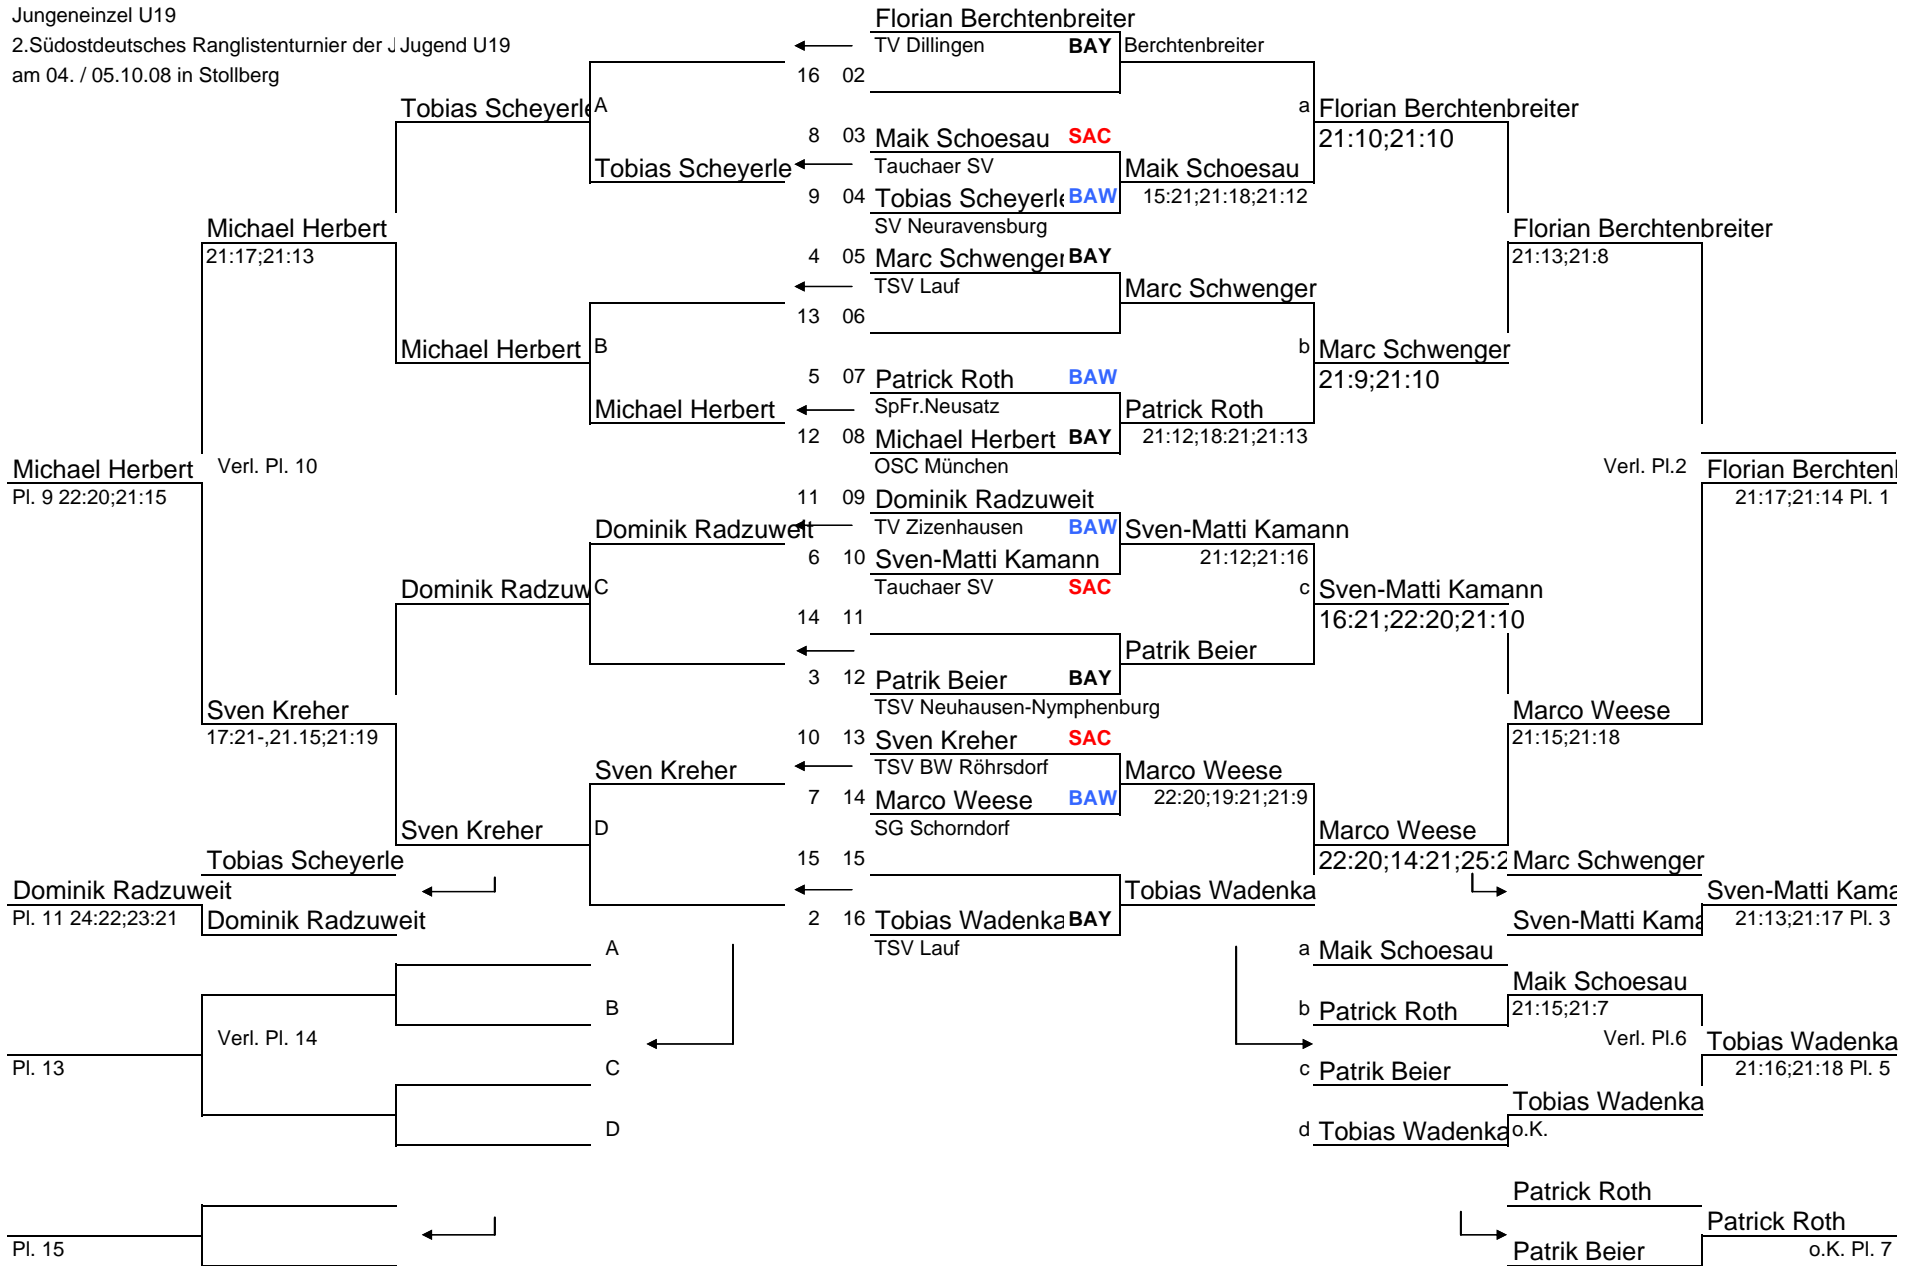 Jungeneinzel U19
2.Südostdeutsches Ranglistenturnier der J Jugend U19
am 04. / 05.10.08 in Stollberg
Florian Berchtenbreiter
TV Dillingen BAY Berchtenbreiter
16 02
Tobias Scheyerle A
a Florian Berchtenbreiter
8 03 Maik Schoesau SAC
21:10;21:10
Tobias Scheyerle
Tauchaer SV
Maik Schoesau
9 04 Tobias Scheyerle BAW
15:21;21:18;21:12
SV Neuravensburg
Michael Herbert
21:17;21:13
Florian Berchtenbreiter
21:13;21:8
4 05 Marc Schwenger BAY
TSV Lauf
Marc Schwenger
13 06
Michael Herbert B
b Marc Schwenger
21:9;21:10
5 07 Patrick Roth BAW
Michael Herbert
SpFr.Neusatz
Patrick Roth
12 08 Michael Herbert BAY
21:12;18:21;21:13
OSC München
Michael Herbert Verl. Pl. 10
Pl. 9 22:20;21:15
Verl. Pl.2 Florian Berchten
21:17;21:14 Pl. 1
11 09 Dominik Radzuweit
Dominik Radzuweit
TV Zizenhausen BAW
Sven-Matti Kamann
6 10 Sven-Matti Kamann
21:12;21:16
Tauchaer SV SAC
Dominik Radzuw C
c Sven-Matti Kamann
16:21;22:20;21:10
14 11
Patrik Beier
3 12 Patrik Beier BAY
TSV Neuhausen-Nymphenburg
Sven Kreher
17:21-,21.15;21:19
Marco Weese
21:15;21:18
10 13 Sven Kreher SAC
Sven Kreher
TSV BW Röhrsdorf
Marco Weese
7 14 Marco Weese BAW
22:20;19:21;21:9
SG Schorndorf
Sven Kreher D
Marco Weese
22:20;14:21;25:2
15 15
Tobias Scheyerle
Marc Schwenger
Dominik Radzuweit
Pl. 11 24:22;23:21
Dominik Radzuweit
Tobias Wadenka
2 16 Tobias Wadenka BAY
TSV Lauf
Sven-Matti Kama
Sven-Matti Kama
21:13;21:17 Pl. 3
A
a Maik Schoesau
Maik Schoesau
B
b Patrick Roth
21:15;21:7
Verl. Pl. 14
Verl. Pl.6 Tobias Wadenka
Pl. 13
C
c Patrik Beier
21:16;21:18 Pl. 5
Tobias Wadenka
D
d Tobias Wadenka
o.K.
Patrick Roth
Patrick Roth
Pl. 15
Patrik Beier
o.K. Pl. 7